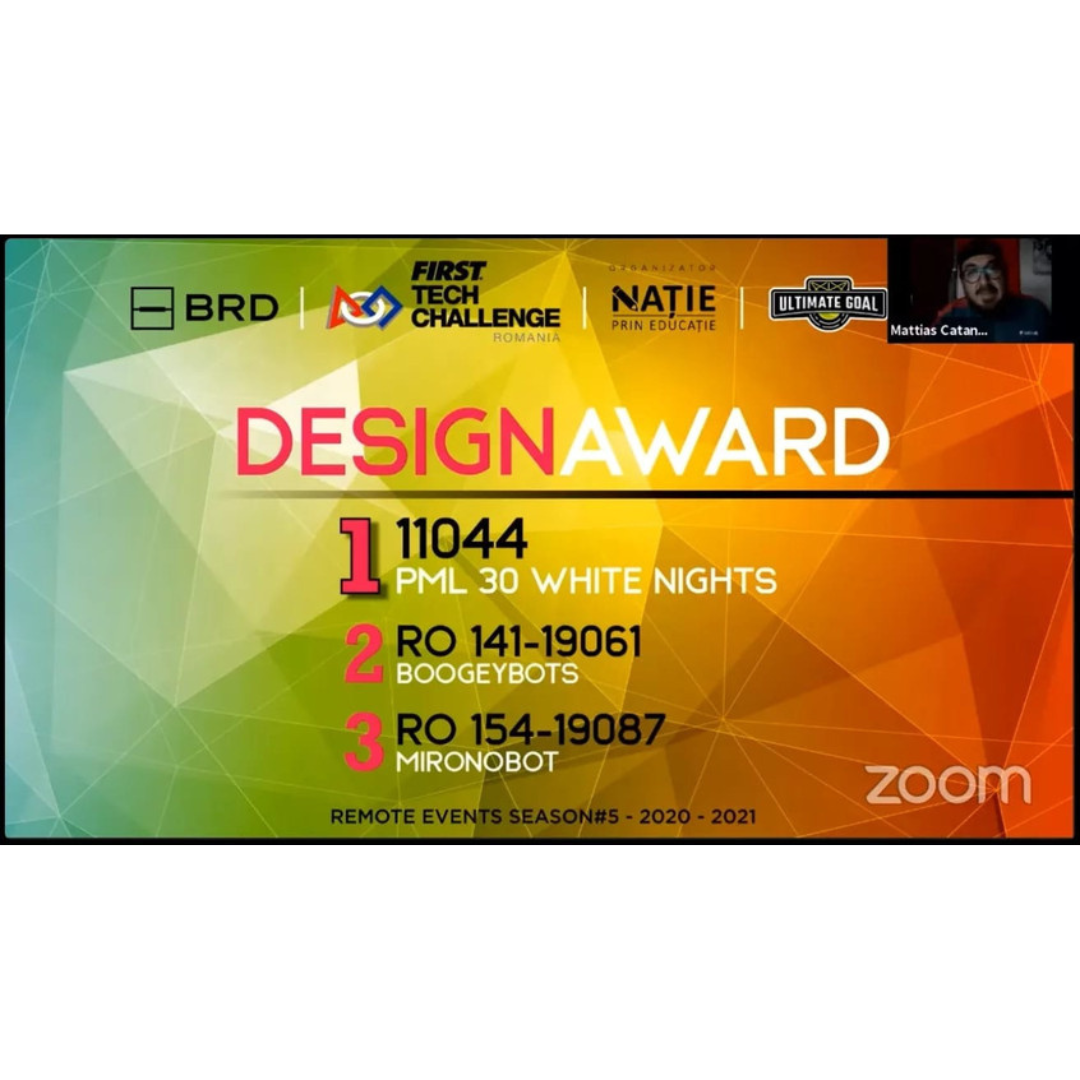 BRD
FIRST
TECH
CHALLENGE
ROMANIA
ORGANIZATOR
NAȚIE
PRIN EDUCAȚIE
ULTIMATE GOAL
Mattias Catan...
DESIGNAWARD
1 11044
PML 30 WHITE NIGHTS
2 RO 141-19061
BOOGEYBOTS
3 RO 154-19087
MIRONOBOT
zoom
REMOTE EVENTS SEASON#5 - 2020 - 2021